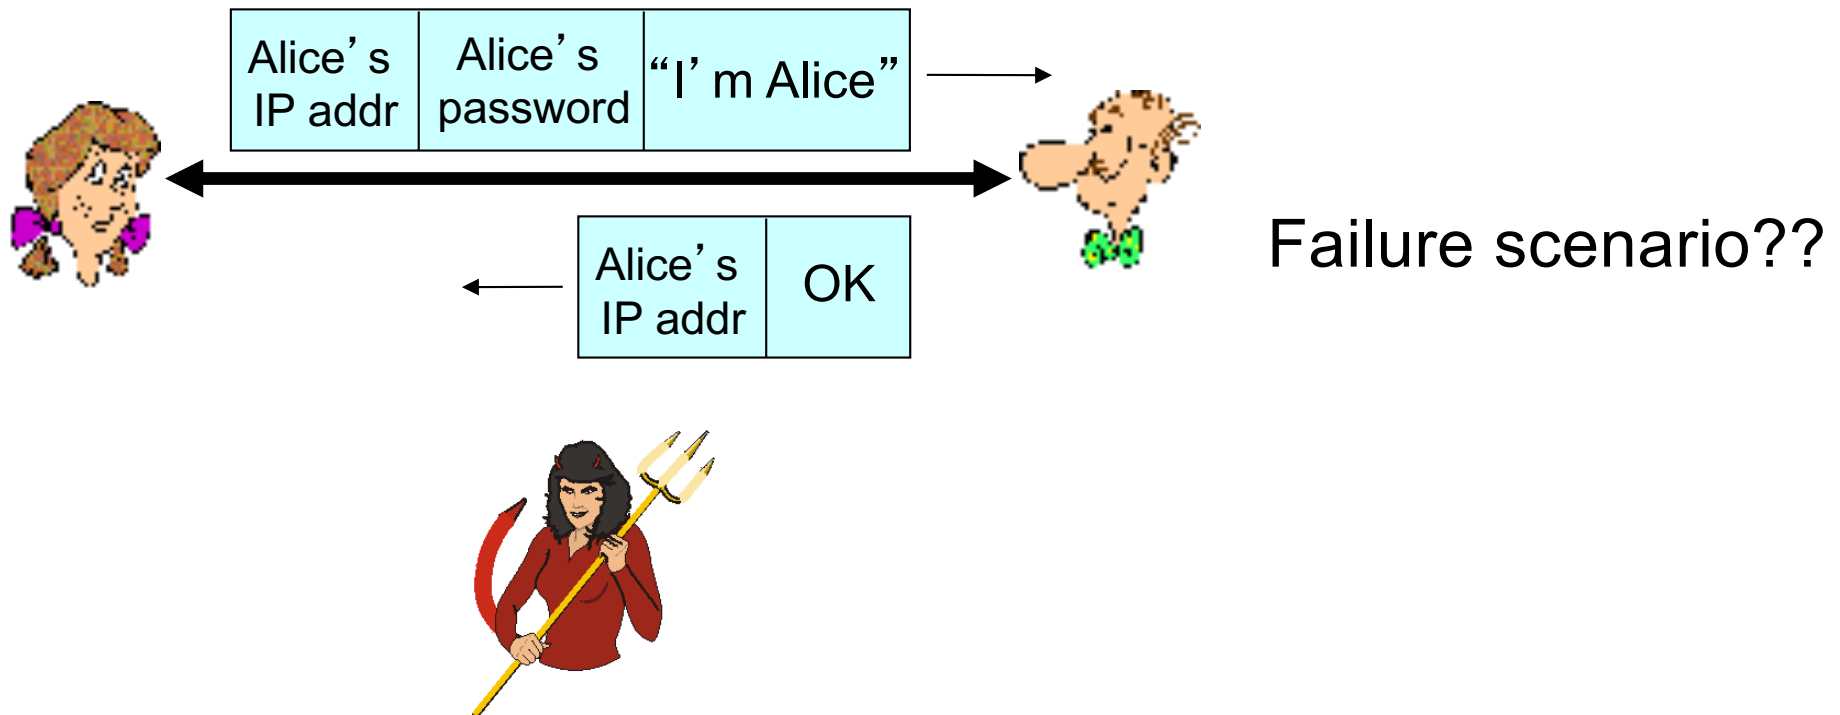 Alice’s
IP addr
Alice’s
password
“I’m Alice”
Failure scenario??
Alice’s
IP addr
OK